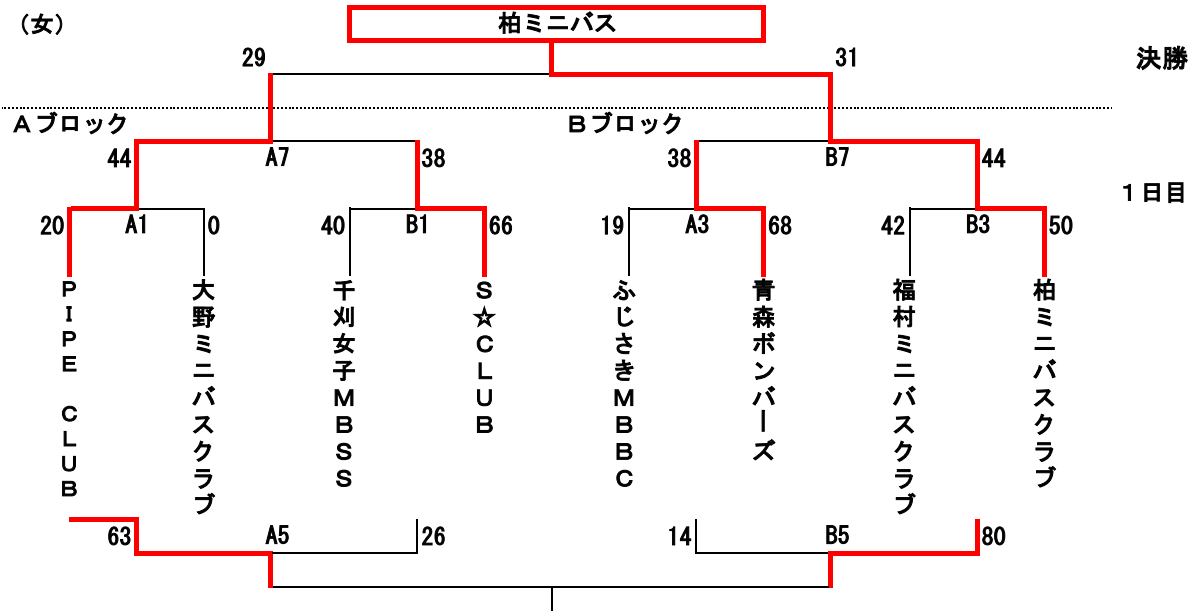 (女)
柏ミニバス
29
31
決勝
Aブロック
Bブロック
44
A7
38
38
B7
44
1日目
20
A1
0
40
B1
66
19
A3
68
42
B3
50
PIPE CLUB
大野ミニバスクラブ
千刈女子MBSS
S☆CLUB
ふじさきMBBC
青森ボンバーズ
福村ミニバスクラブ
柏ミニバスクラブ
63
A5
26
14
B5
80